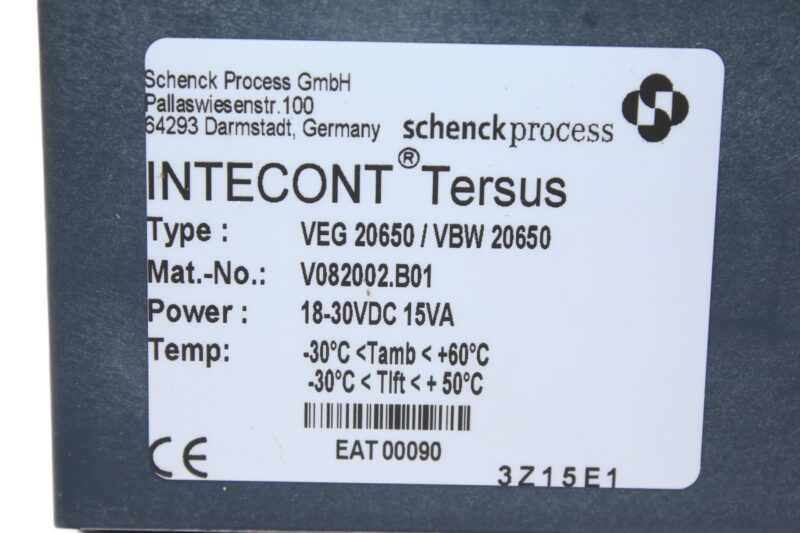 Schenck Process GmbH
Pallaswiesenstr.100
64293 Darmstadt, Germany
schenckprocess
INTECONT® Tersus
Type : VEG 20650 / VBW 20650
Mat.-No.: V082002.B01
Power : 18-30VDC 15VA
Temp: -30°C <Tamb < +60°C
-30°C < Tlft < + 50°C
EAT 00090
CE
3Z15E1